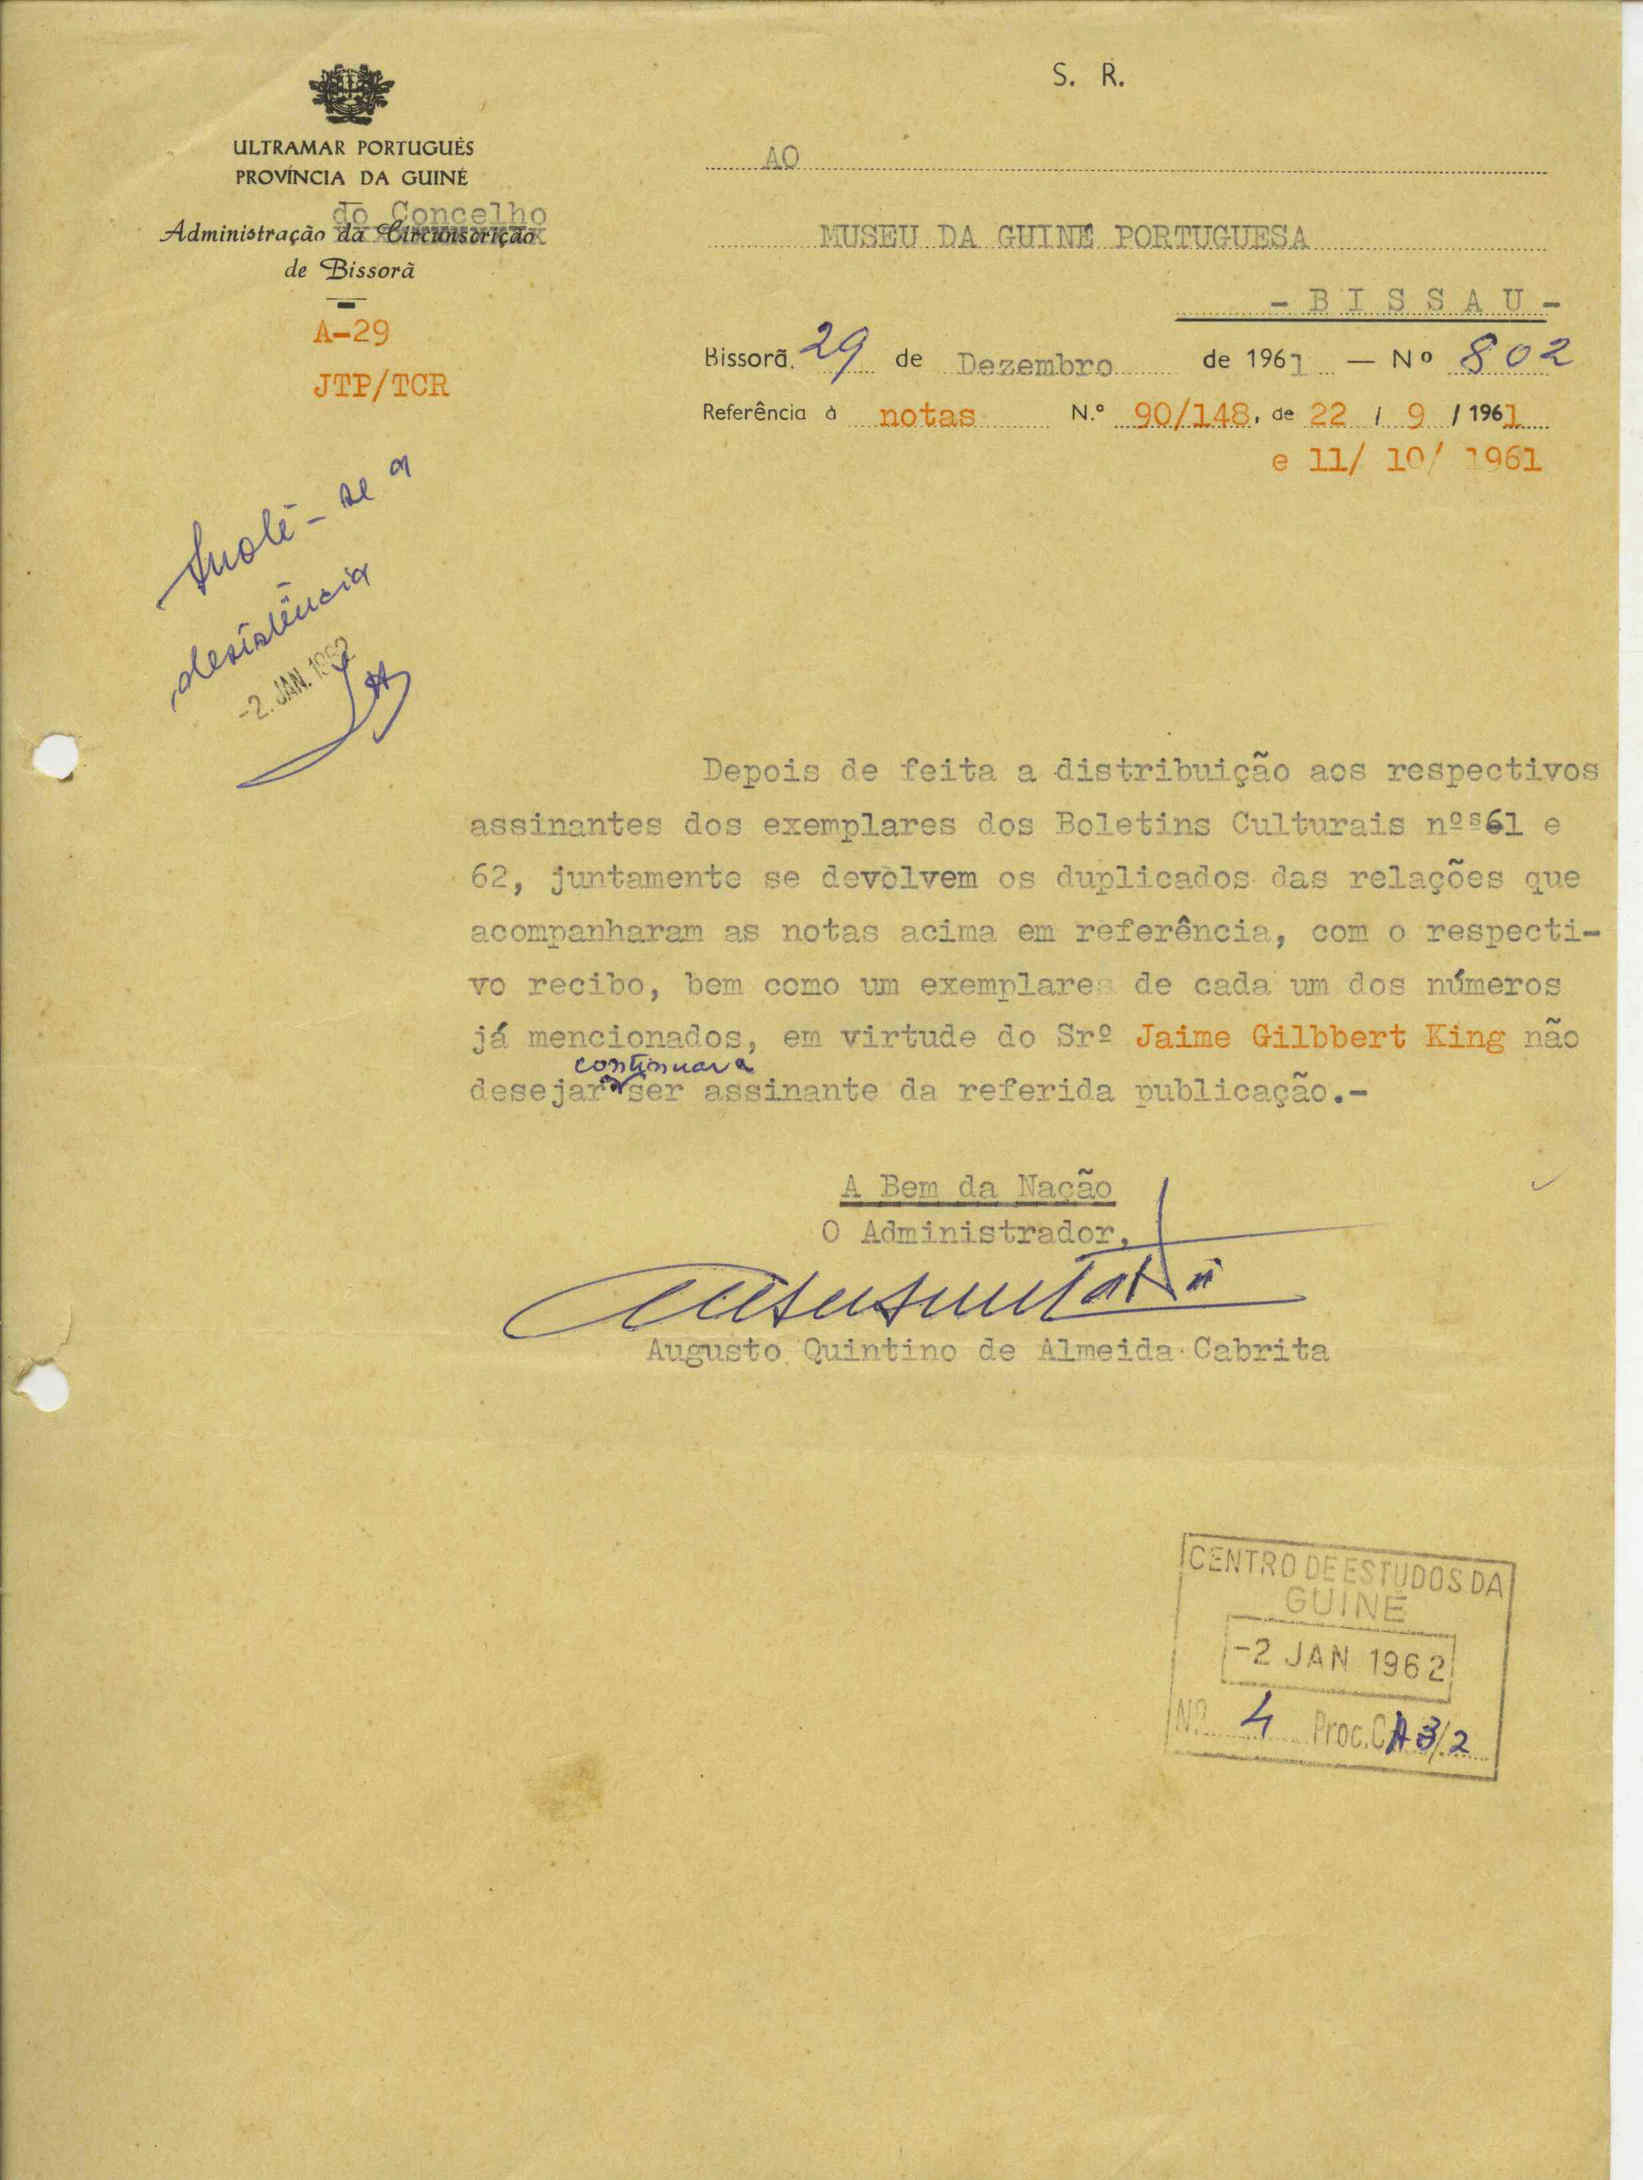 S. R.
ULTRAMAR PORTUGUÊS
PROVÍNCIA DA GUINÉ
do Concelho
Administração da Circunscrição
de Bissorã
A-29
JTP/TCR
AO
MUSEU DA GUINÉ PORTUGUESA
- B I S S A U -
Bissorã, 29 de Dezembro de 1961 — Nº 802
Referência à notas N.º 90/148, de 22 / 9 / 1961
e 11/ 10/ 1961
Anote-se a
desistência
-2. JAN. 1962
Depois de feita a distribuição aos respectivos
assinantes dos exemplares dos Boletins Culturais nºs61 e
62, juntamente se devolvem os duplicados das relações que
acompanharam as notas acima em referência, com o respecti-
vo recibo, bem como um exemplares de cada um dos números
já mencionados, em virtude do Srº Jaime Gilbbert King não
continuar a
desejar ser assinante da referida publicação.-
A Bem da Nação
O Administrador,
Augusto Quintino de Almeida Cabrita
CENTRO DE ESTUDOS DA
GUINÉ
-2 JAN 1962
Nº 4 Proc. CA 3/2